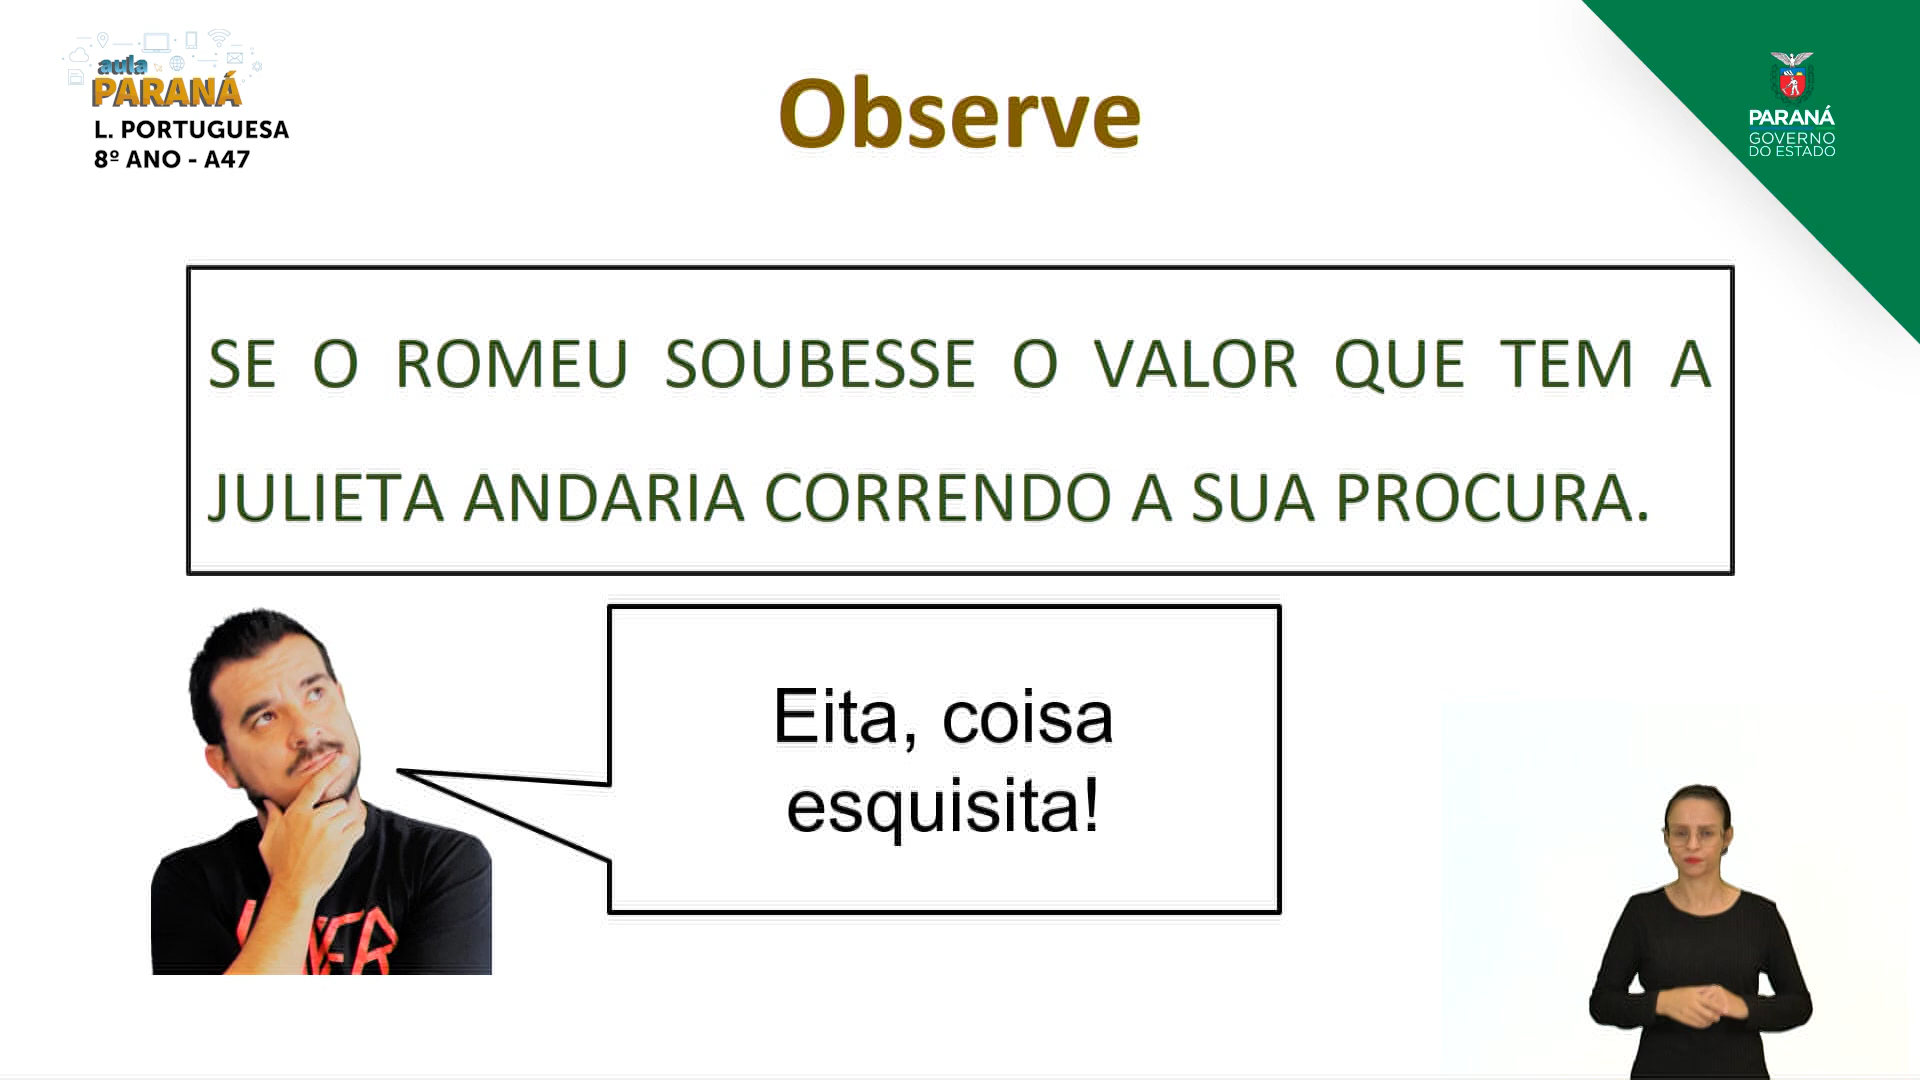 aula
PARANÁ
L. PORTUGUESA
8º ANO - A47
Observe
PARANÁ
GOVERNO
DO ESTADO
SE O ROMEU SOUBESSE O VALOR QUE TEM A
JULIETA ANDARIA CORRENDO A SUA PROCURA.
Eita, coisa
esquisita!